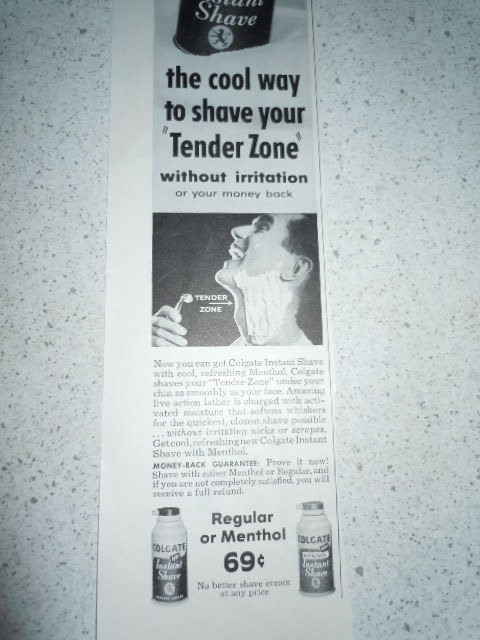 Instant
Shave
the cool way
to shave your
"Tender Zone"
without irritation
or your money back
TENDER
ZONE
Now you can get Colgate Instant Shave
with cool, refreshing Menthol. Colgate
shaves your "Tender Zone" under your
chin as smoothly as your face. Amazing
live action lather is charged with acti-
vated moisture that softens whiskers
for the quickest, closest shave possible
... without irritating nicks or scrapes.
Get cool, refreshing new Colgate Instant
Shave with Menthol.
MONEY-BACK GUARANTEE: Prove it now!
Shave with either Menthol or Regular, and
if you are not completely satisfied, you will
receive a full refund.
Regular
or Menthol
69¢
No better shave cream
at any price
COLGATE
Instant
Shave
COLGATE
MENTHOL
Instant
Shave